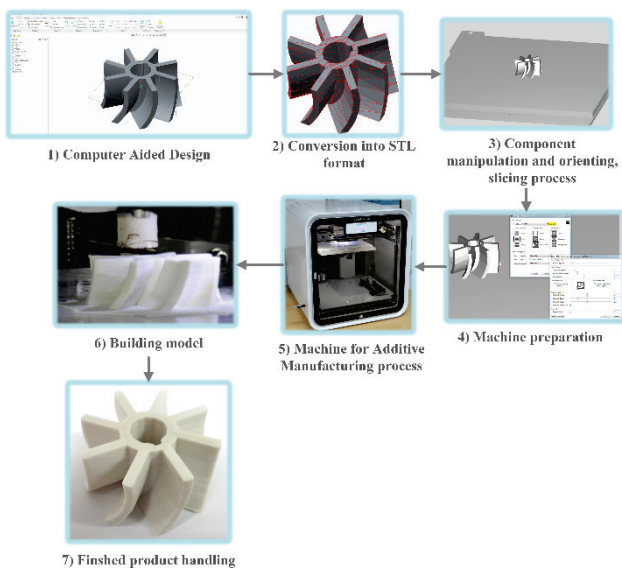 1) Computer Aided Design
2) Conversion into STL
format
3) Component
manipulation and orienting,
slicing process
4) Machine preparation
5) Machine for Additive
Manufacturing process
6) Building model
7) Finshed product handling